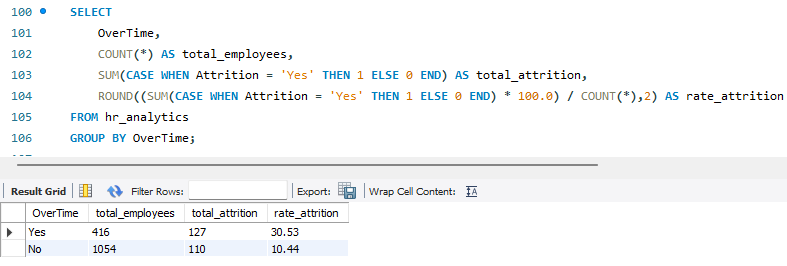 100 SELECT
101 OverTime,
102 COUNT(*) AS total_employees,
103 SUM(CASE WHEN Attrition = 'Yes' THEN 1 ELSE 0 END) AS total_attrition,
104 ROUND((SUM(CASE WHEN Attrition = 'Yes' THEN 1 ELSE 0 END) * 100.0) / COUNT(*),2) AS rate_attrition
105 FROM hr_analytics
106 GROUP BY OverTime;
Result Grid Filter Rows: Export: Wrap Cell Content:
OverTime total_employees total_attrition rate_attrition
Yes 416 127 30.53
No 1054 110 10.44